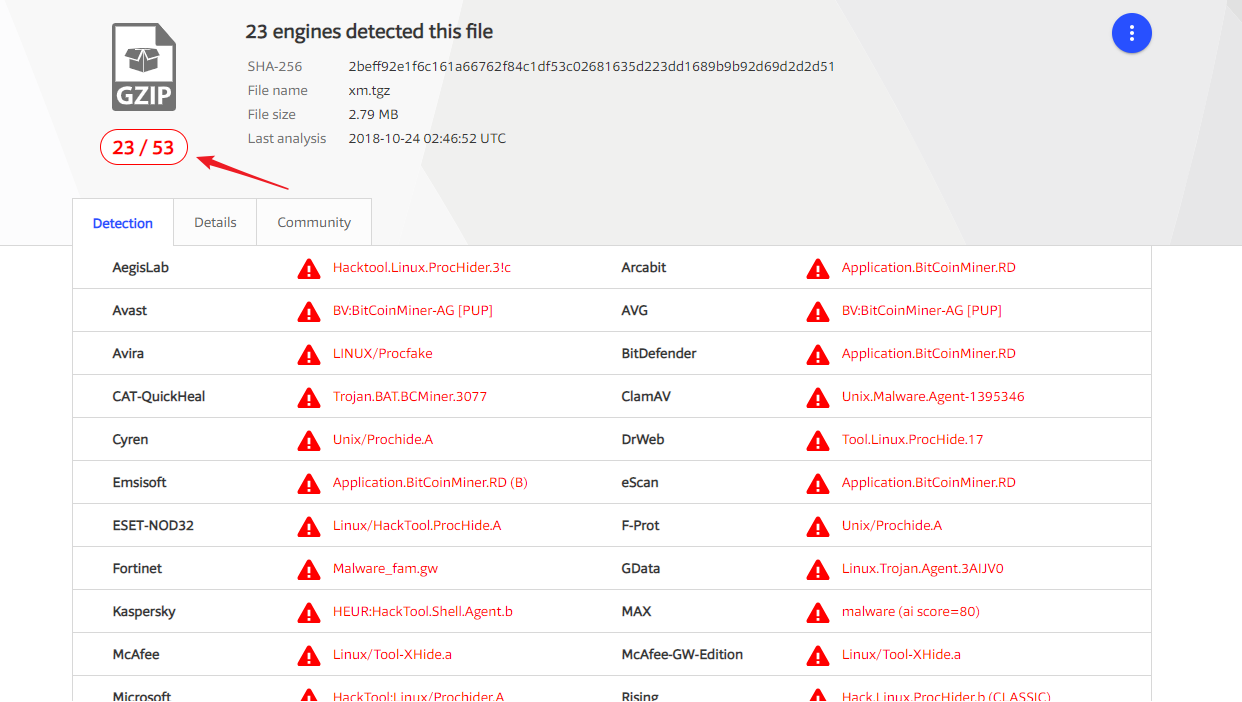 23 engines detected this file
SHA-256 2beff92e1f6c161a66762f84c1df53c02681635d223dd1689b9b92d69d2d2d51
File name xm.tgz
File size 2.79 MB
Last analysis 2018-10-24 02:46:52 UTC
GZIP
23 / 53
Detection Details Community
AegisLab Hacktool.Linux.ProcHider.3!c Arcabit Application.BitCoinMiner.RD
Avast BV:BitCoinMiner-AG [PUP] AVG BV:BitCoinMiner-AG [PUP]
Avira LINUX/Procfake BitDefender Application.BitCoinMiner.RD
CAT-QuickHeal Trojan.BAT.BCMiner.3077 ClamAV Unix.Malware.Agent-1395346
Cyren Unix/Prochide.A DrWeb Tool.Linux.ProcHide.17
Emsisoft Application.BitCoinMiner.RD (B) eScan Application.BitCoinMiner.RD
ESET-NOD32 Linux/HackTool.ProcHide.A F-Prot Unix/Prochide.A
Fortinet Malware_fam.gw GData Linux.Trojan.Agent.3AIJV0
Kaspersky HEUR:HackTool.Shell.Agent.b MAX malware (ai score=80)
McAfee Linux/Tool-XHide.a McAfee-GW-Edition Linux/Tool-XHide.a
Microsoft HackTool:Linux/Prochider.A Rising Hack.Linux.ProcHider.b (CLASSIC)